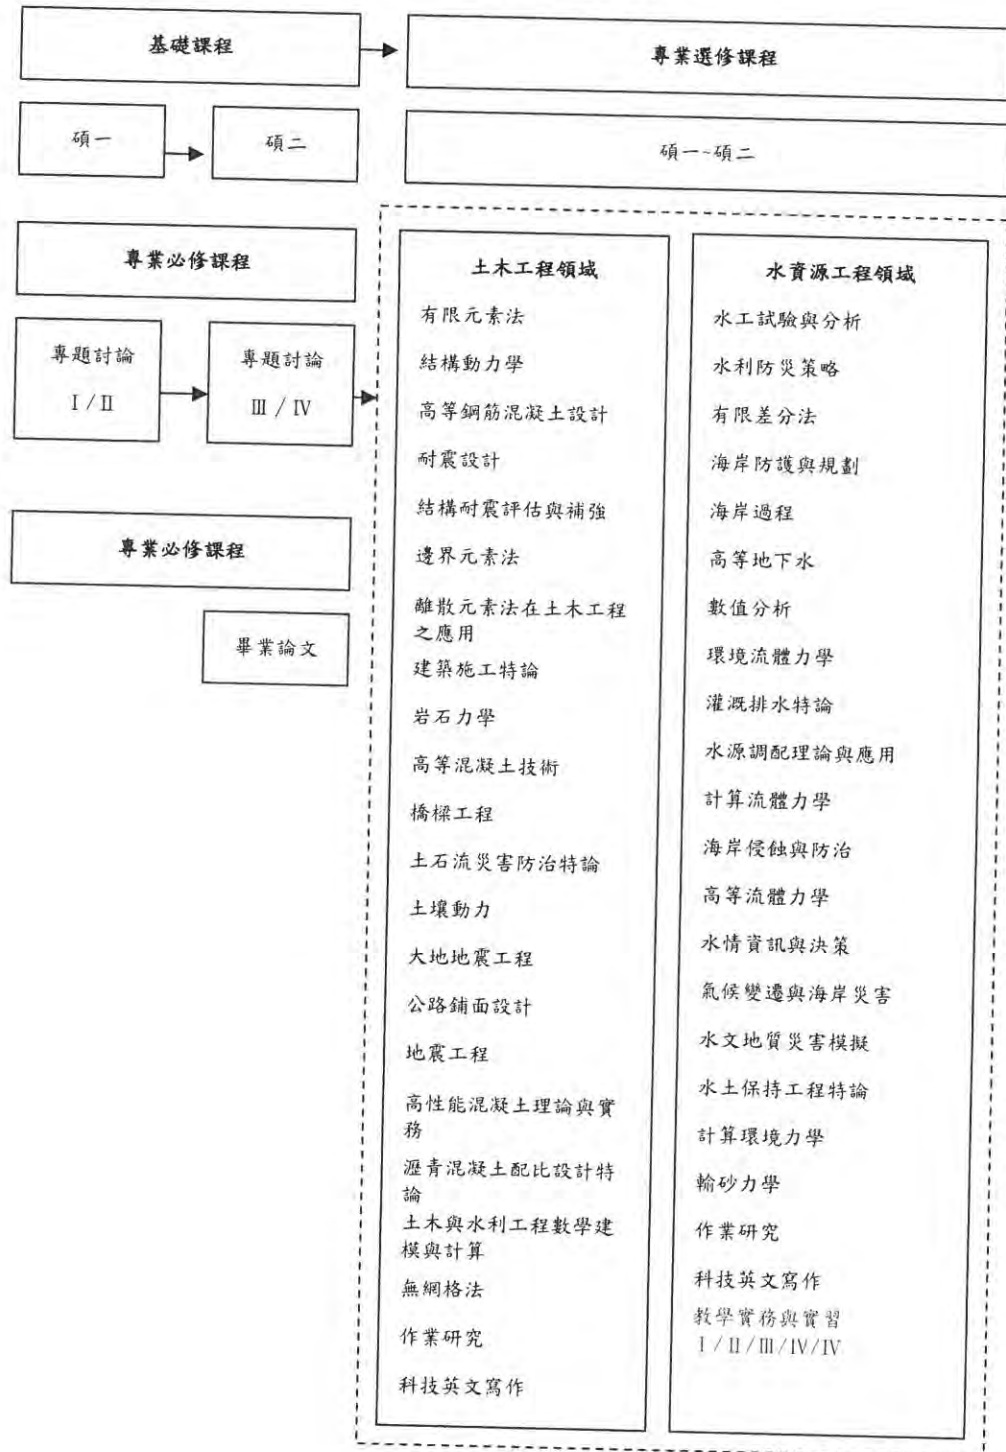 基礎課程
專業選修課程
碩一
碩二
碩一~碩二
專業必修課程
專題討論
I / II
專題討論
III / IV
專業必修課程
畢業論文
土木工程領域
有限元素法
結構動力學
高等鋼筋混凝土設計
耐震設計
結構耐震評估與補強
邊界元素法
離散元素法在土木工程
之應用
建築施工特論
岩石力學
高等混凝土技術
橋樑工程
土石流災害防治特論
土壤動力
大地地震工程
公路鋪面設計
地震工程
高性能混凝土理論與實
務
瀝青混凝土配比設計特
論
土木與水利工程數學建
模與計算
無網格法
作業研究
科技英文寫作
水資源工程領域
水工試驗與分析
水利防災策略
有限差分法
海岸防護與規劃
海岸過程
高等地下水
數值分析
環境流體力學
灌溉排水特論
水源調配理論與應用
計算流體力學
海岸侵蝕與防治
高等流體力學
水情資訊與決策
氣候變遷與海岸災害
水文地質災害模擬
水土保持工程特論
計算環境力學
輸砂力學
作業研究
科技英文寫作
教學實務與實習
I / II / III / IV / IV